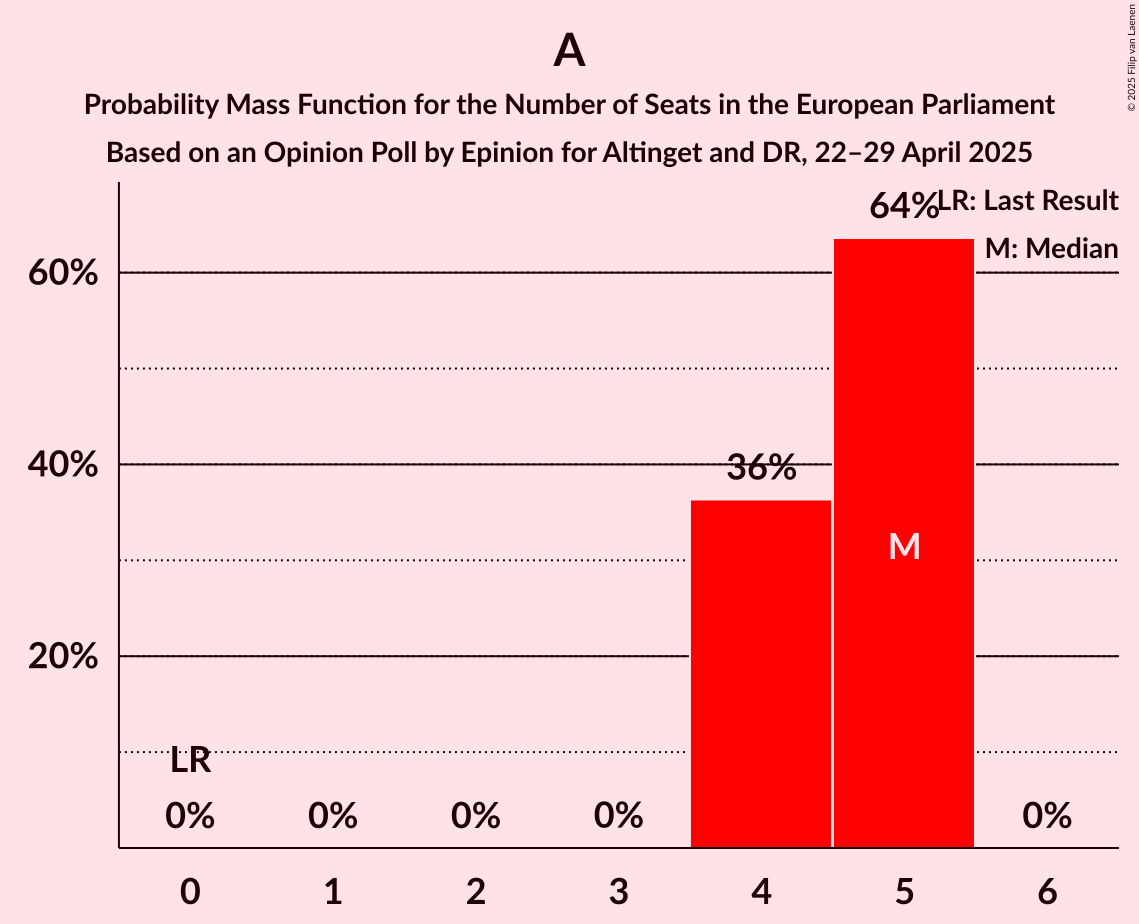 A
Probability Mass Function for the Number of Seats in the European Parliament
Based on an Opinion Poll by Epinion for Altinget and DR, 22–29 April 2025
© 2025 Filip van Laenen
LR: Last Result
M: Median
64%
60%
40%
36%
M
20%
LR
0%
0%
0%
0%
0%
0 1 2 3 4 5 6